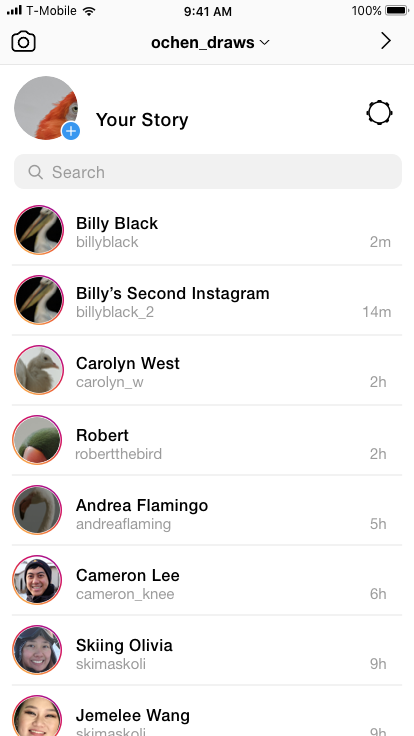 T-Mobile 9:41 AM 100%
ochen_draws
Your Story
Search
Billy Black
billyblack 2m
Billy’s Second Instagram
billyblack_2 14m
Carolyn West
carolyn_w 2h
Robert
robertthebird 2h
Andrea Flamingo
andreaflaming 5h
Cameron Lee
cameron_knee 6h
Skiing Olivia
skimaskoli 9h
Jemelee Wang
skimaskoli 9h